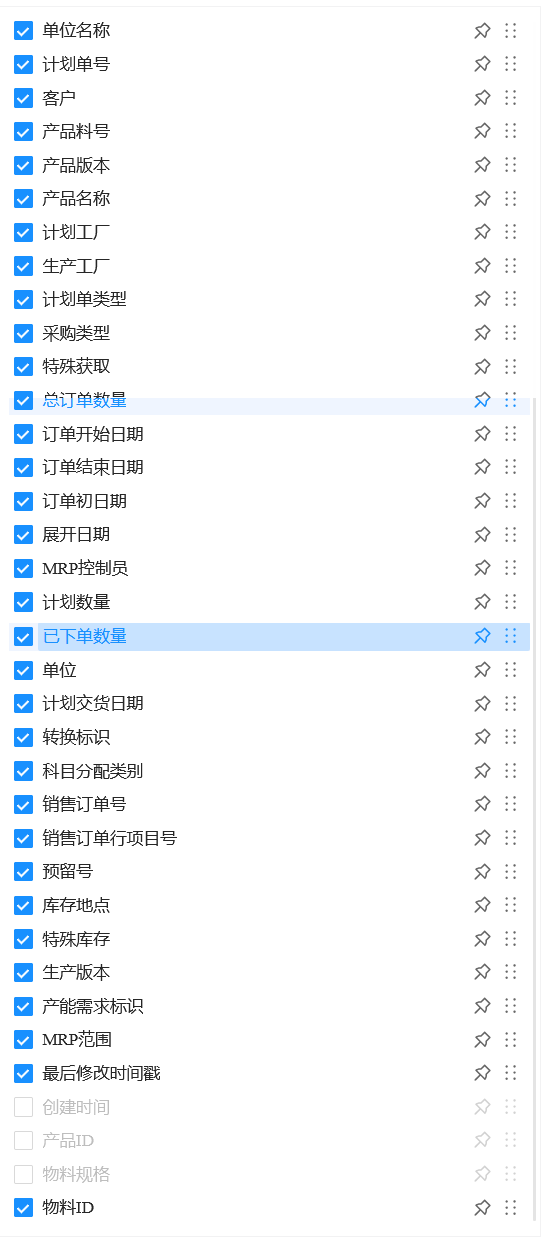 单位名称
计划单号
客户
产品料号
产品版本
产品名称
计划工厂
生产工厂
计划单类型
采购类型
特殊获取
总订单数量
订单开始日期
订单结束日期
订单初日期
展开日期
MRP控制员
计划数量
已下单数量
单位
计划交货日期
转换标识
科目分配类别
销售订单号
销售订单行项目号
预留号
库存地点
特殊库存
生产版本
产能需求标识
MRP范围
最后修改时间戳
创建时间
产品ID
物料规格
物料ID